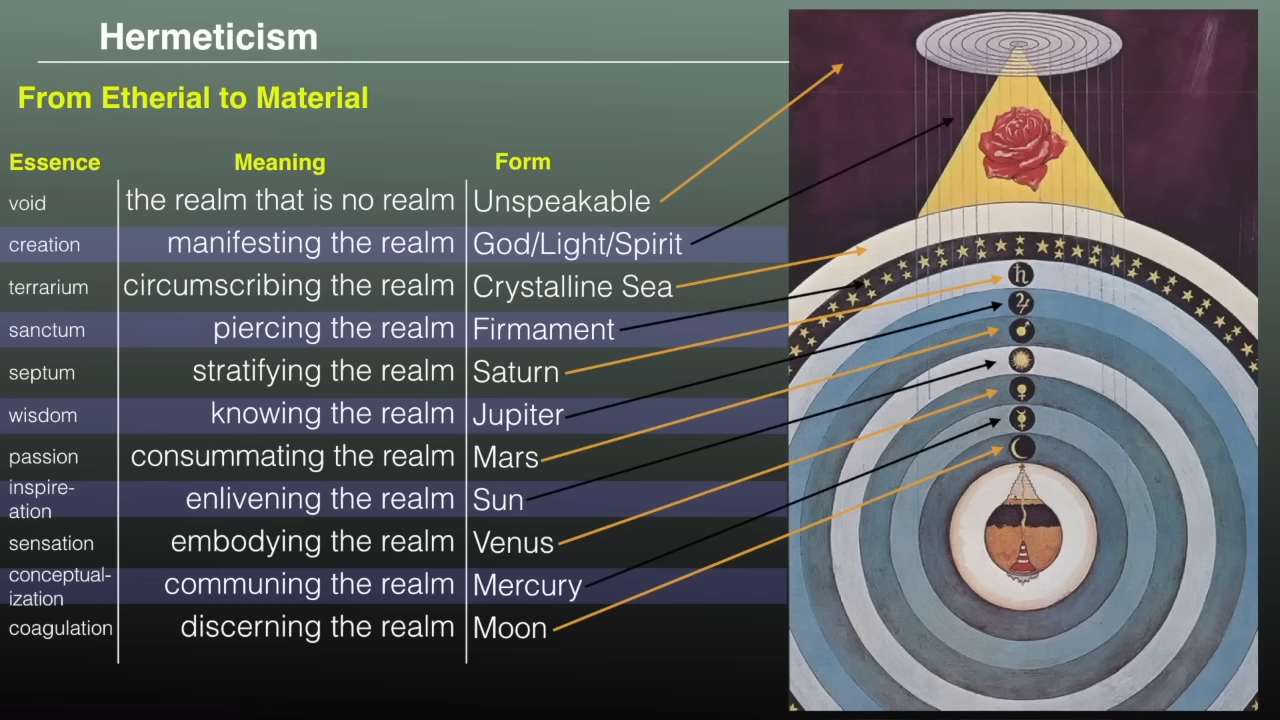 Hermeticism
From Etherial to Material
Essence Meaning Form
void the realm that is no realm Unspeakable
creation manifesting the realm God/Light/Spirit
terrarium circumscribing the realm Crystalline Sea
sanctum piercing the realm Firmament
septum stratifying the realm Saturn
wisdom knowing the realm Jupiter
passion consummating the realm Mars
inspire-
ation enlivening the realm Sun
sensation embodying the realm Venus
conceptual-
ization communing the realm Mercury
coagulation discerning the realm Moon
♄
♃
♂
☉
♀
☿
☾